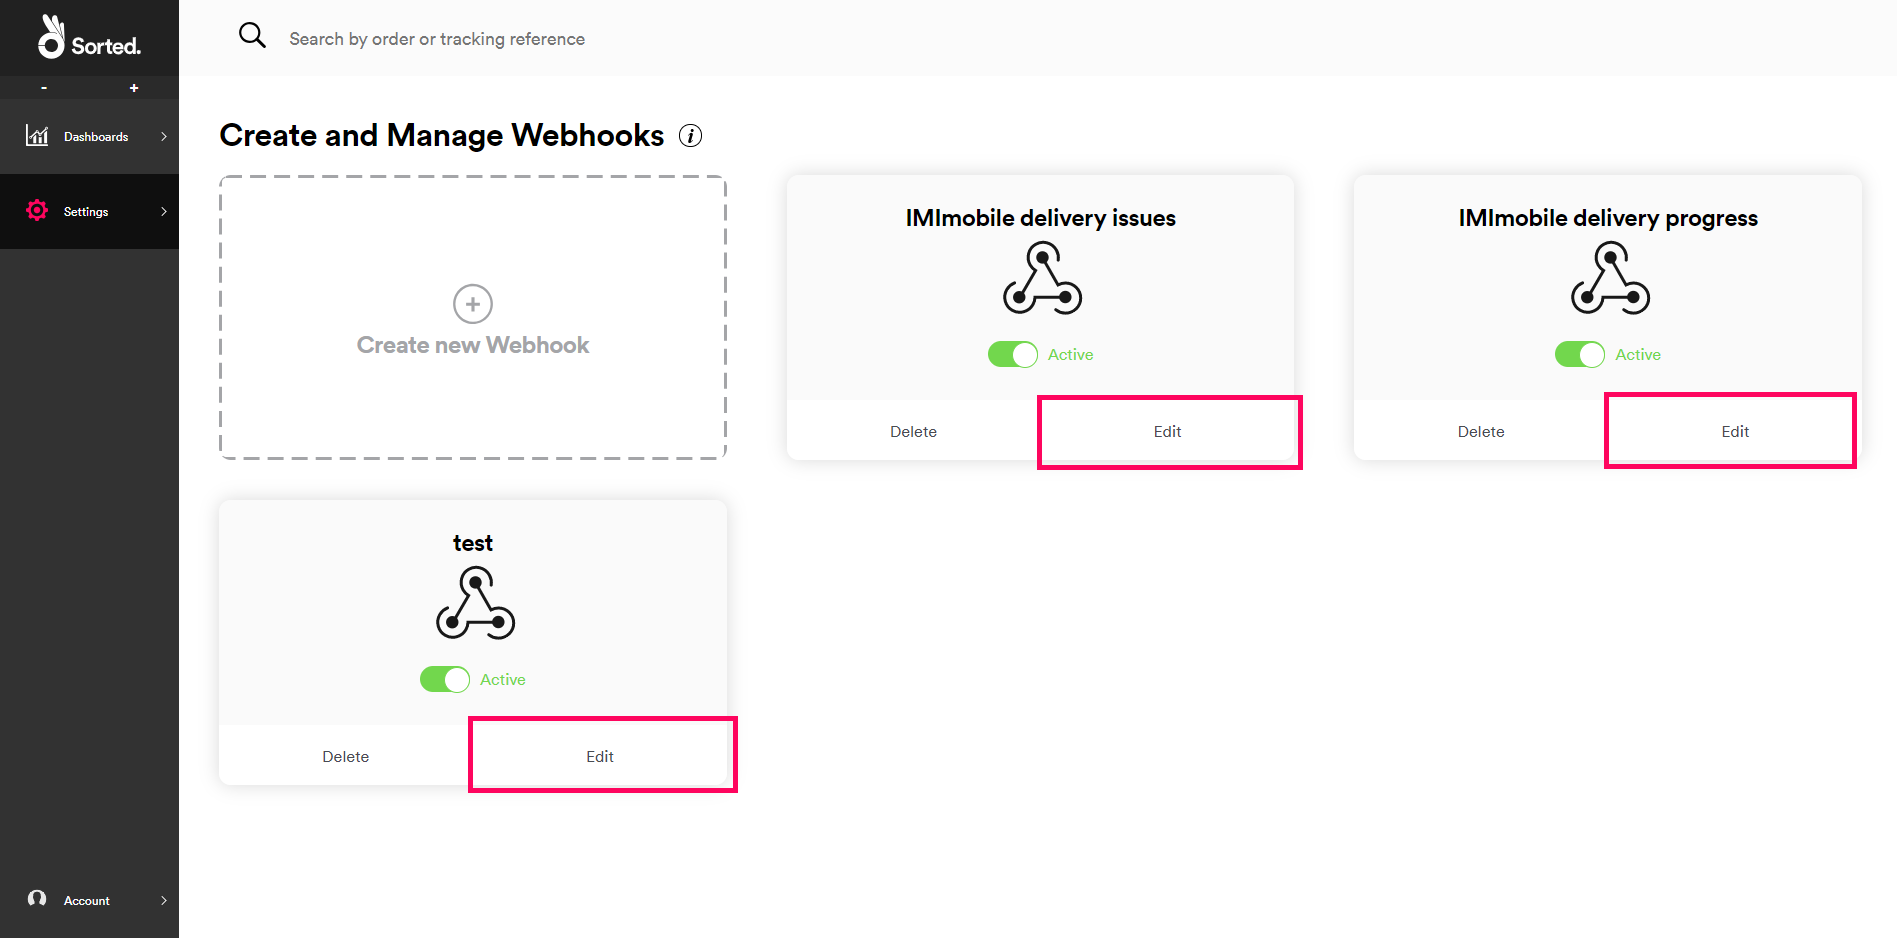 Sorted.
Search by order or tracking reference
- +
Dashboards
Settings
Create and Manage Webhooks i
Create new Webhook
IMImobile delivery issues
Active
Delete Edit
IMImobile delivery progress
Active
Delete Edit
test
Active
Delete Edit
Account